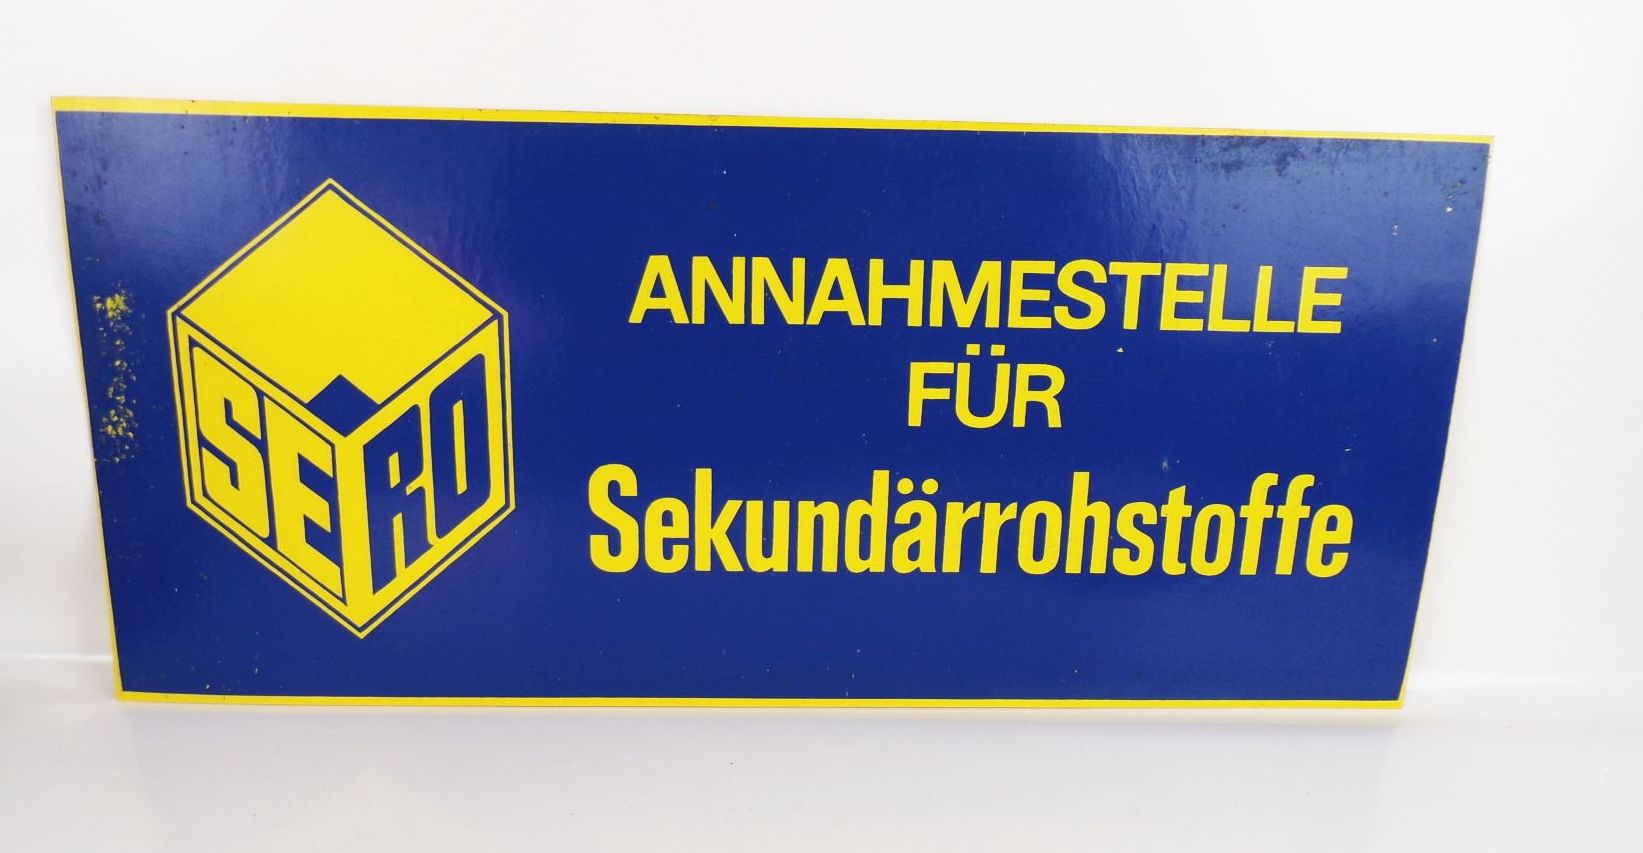 SERO
ANNAHMESTELLE
FÜR
Sekundärrohstoffe